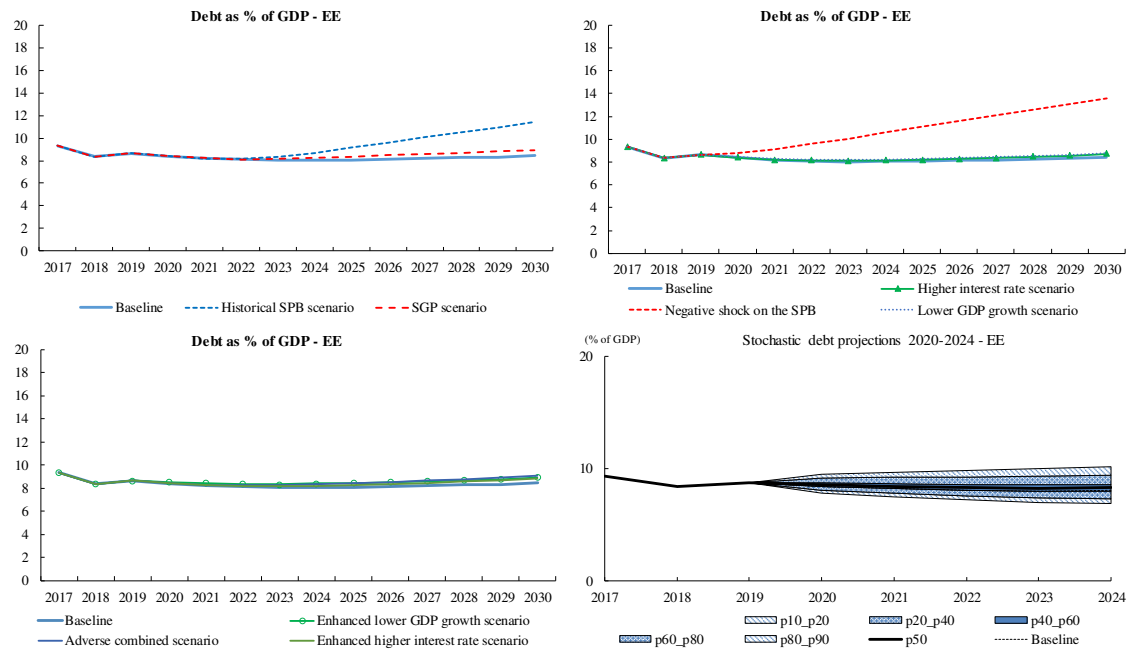 Debt as % of GDP - EE
20
18
16
14
12
10
8
6
4
2
0
2017 2018 2019 2020 2021 2022 2023 2024 2025 2026 2027 2028 2029 2030
Baseline Historical SPB scenario SGP scenario
Debt as % of GDP - EE
20
18
16
14
12
10
8
6
4
2
0
2017 2018 2019 2020 2021 2022 2023 2024 2025 2026 2027 2028 2029 2030
Baseline Higher interest rate scenario
Negative shock on the SPB Lower GDP growth scenario
Debt as % of GDP - EE
20
18
16
14
12
10
8
6
4
2
0
2017 2018 2019 2020 2021 2022 2023 2024 2025 2026 2027 2028 2029 2030
Baseline Enhanced lower GDP growth scenario
Adverse combined scenario Enhanced higher interest rate scenario
(% of GDP) Stochastic debt projections 2020-2024 - EE
20
10
0
2017 2018 2019 2020 2021 2022 2023 2024
p10_p20 p20_p40 p40_p60
p60_p80 p80_p90 p50 Baseline